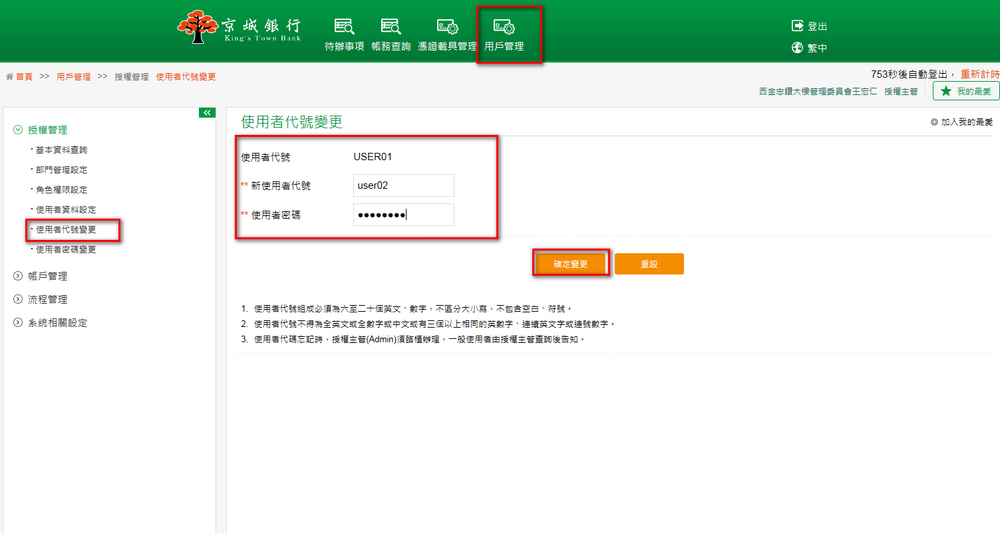 京城銀行
King's Town Bank
待辦事項 帳務查詢 憑證載具管理 用戶管理
登出
繁中
首頁 >> 用戶管理 >> 授權管理 使用者代號變更
753秒後自動登出, 重新計時
西金忠鑽大樓管理委員會王宏仁 授權主管
我的最愛
授權管理
基本資料查詢
部門管理設定
角色權限設定
使用者資料設定
使用者代號變更
使用者密碼變更
帳戶管理
流程管理
系統相關設定
使用者代號變更
加入我的最愛
使用者代號 USER01
** 新使用者代號 user02
** 使用者密碼 ●●●●●●●●
確定變更 重設
1. 使用者代號組成必須為六至二十個英文、數字,不區分大小寫,不包含空白、符號。
2. 使用者代號不得為全英文或全數字或中文或有三個以上相同的英數字、連續英文字或連號數字。
3. 使用者代碼忘記時,授權主管(Admin)須臨櫃辦理,一般使用者由授權主管查詢後告知。